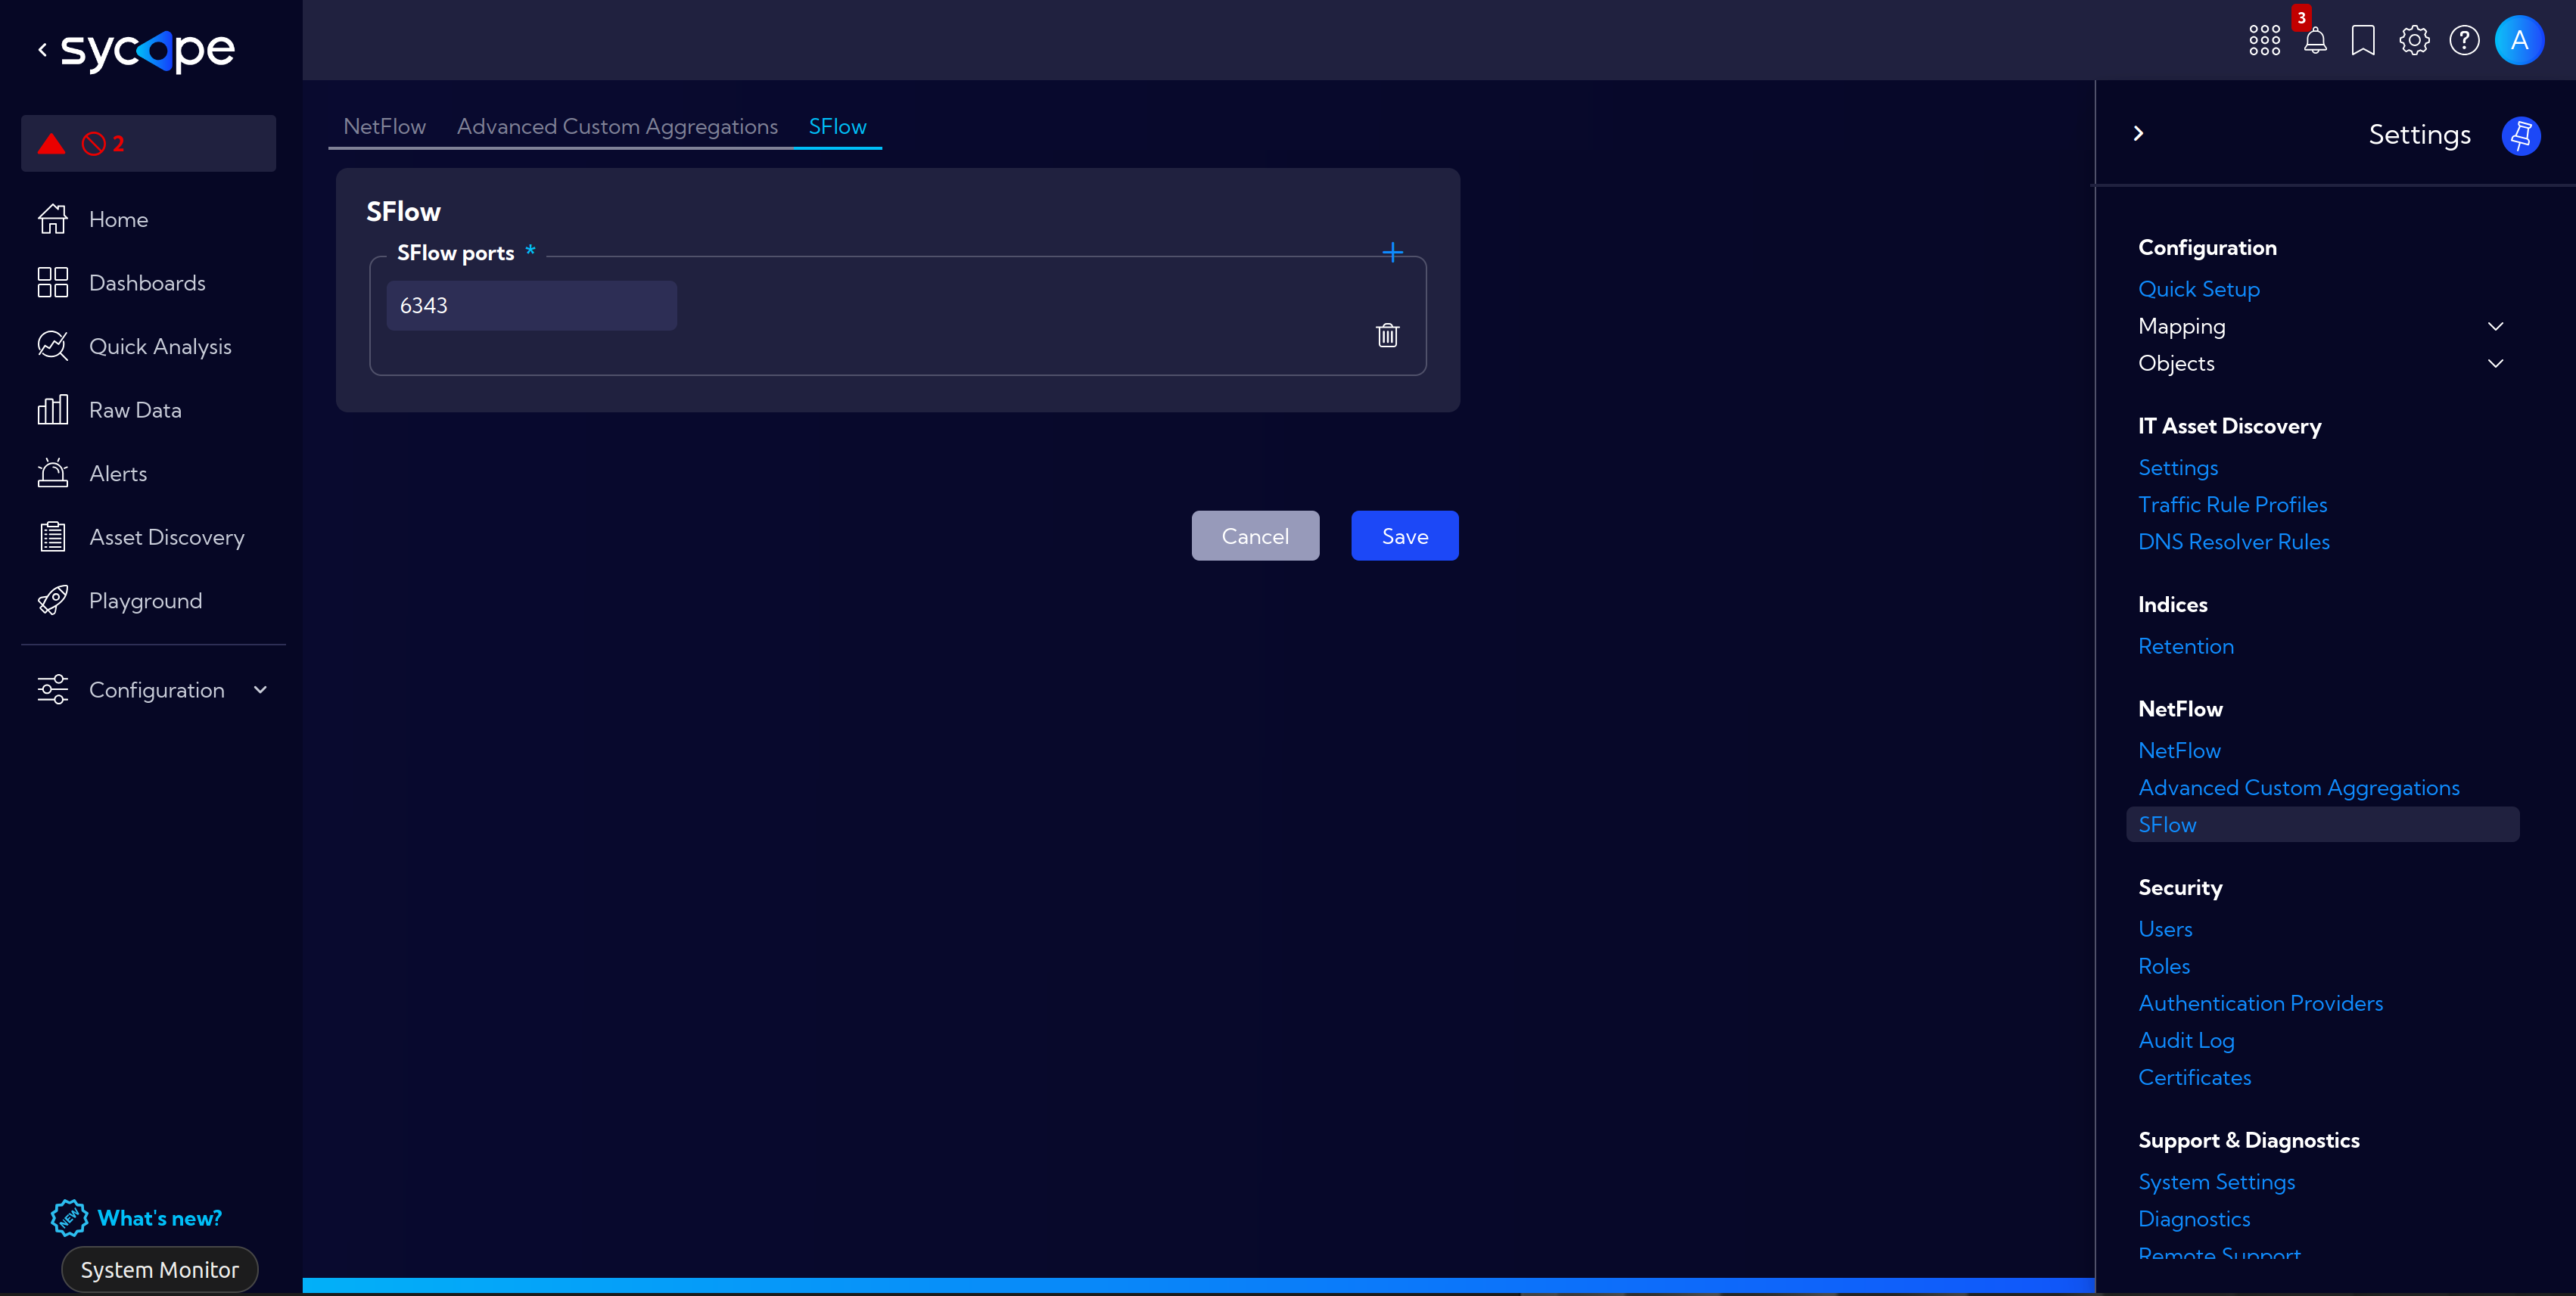 sycope
3
A
2
Home
Dashboards
Quick Analysis
Raw Data
Alerts
Asset Discovery
Playground
Configuration
NEW What's new?
System Monitor
NetFlow Advanced Custom Aggregations SFlow
SFlow
SFlow ports *
6343
Cancel Save
Settings
Configuration
Quick Setup
Mapping
Objects
IT Asset Discovery
Settings
Traffic Rule Profiles
DNS Resolver Rules
Indices
Retention
NetFlow
NetFlow
Advanced Custom Aggregations
SFlow
Security
Users
Roles
Authentication Providers
Audit Log
Certificates
Support & Diagnostics
System Settings
Diagnostics
Remote Support